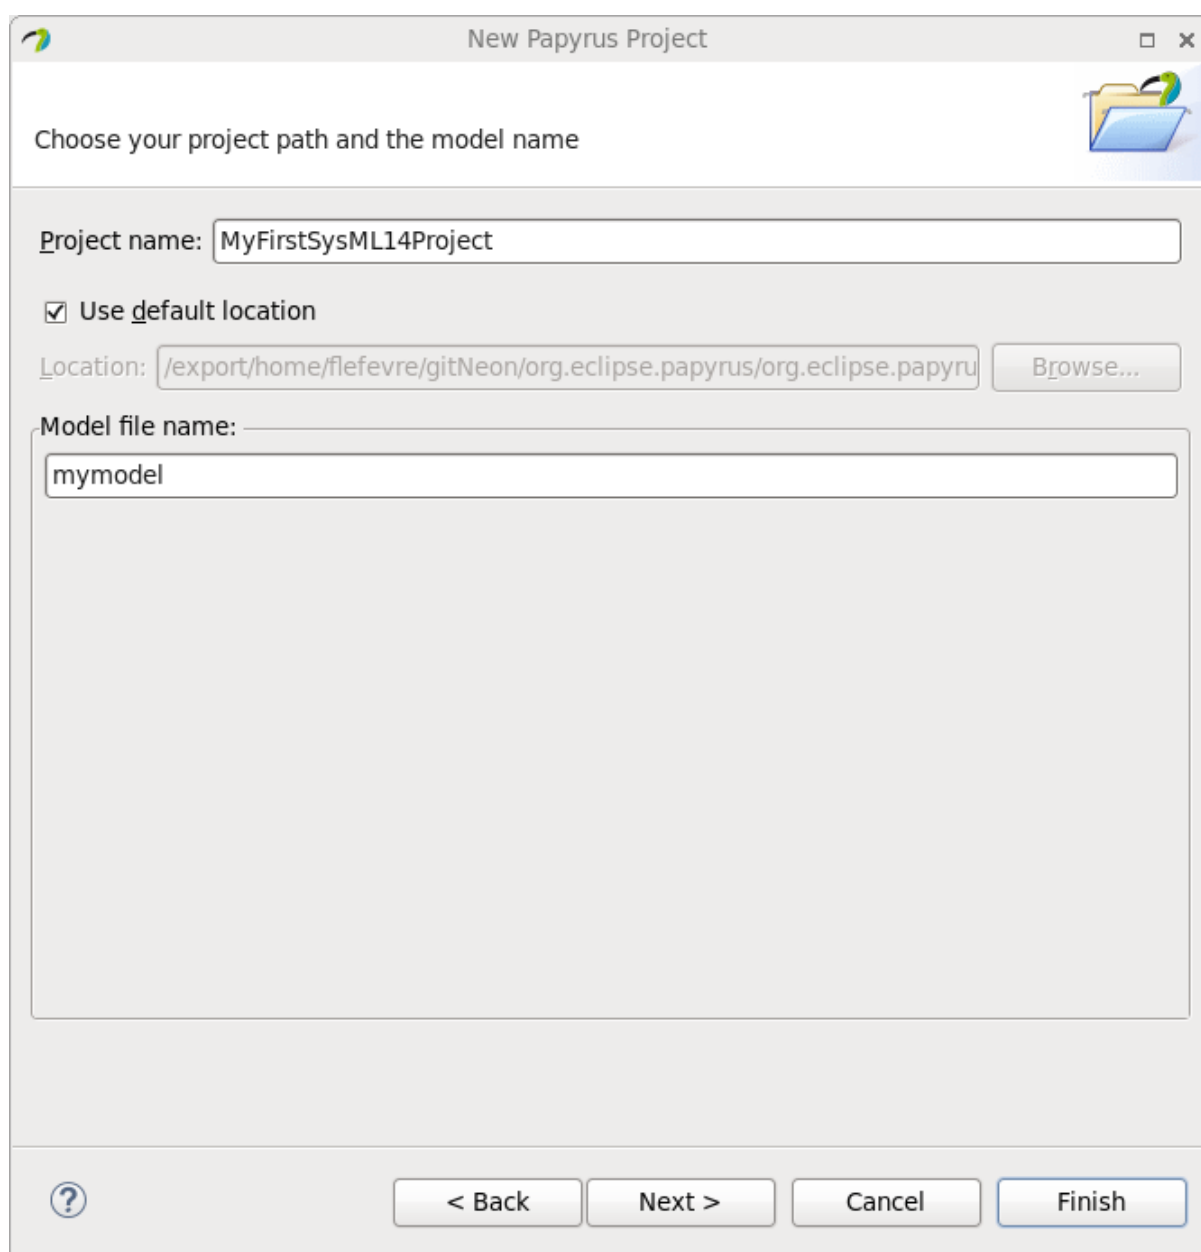 New Papyrus Project
Choose your project path and the model name
Project name: MyFirstSysML14Project
Use default location
Location: /export/home/flefevre/gitNeon/org.eclipse.papyrus/org.eclipse.papyru Browse...
Model file name:
mymodel
? < Back Next > Cancel Finish